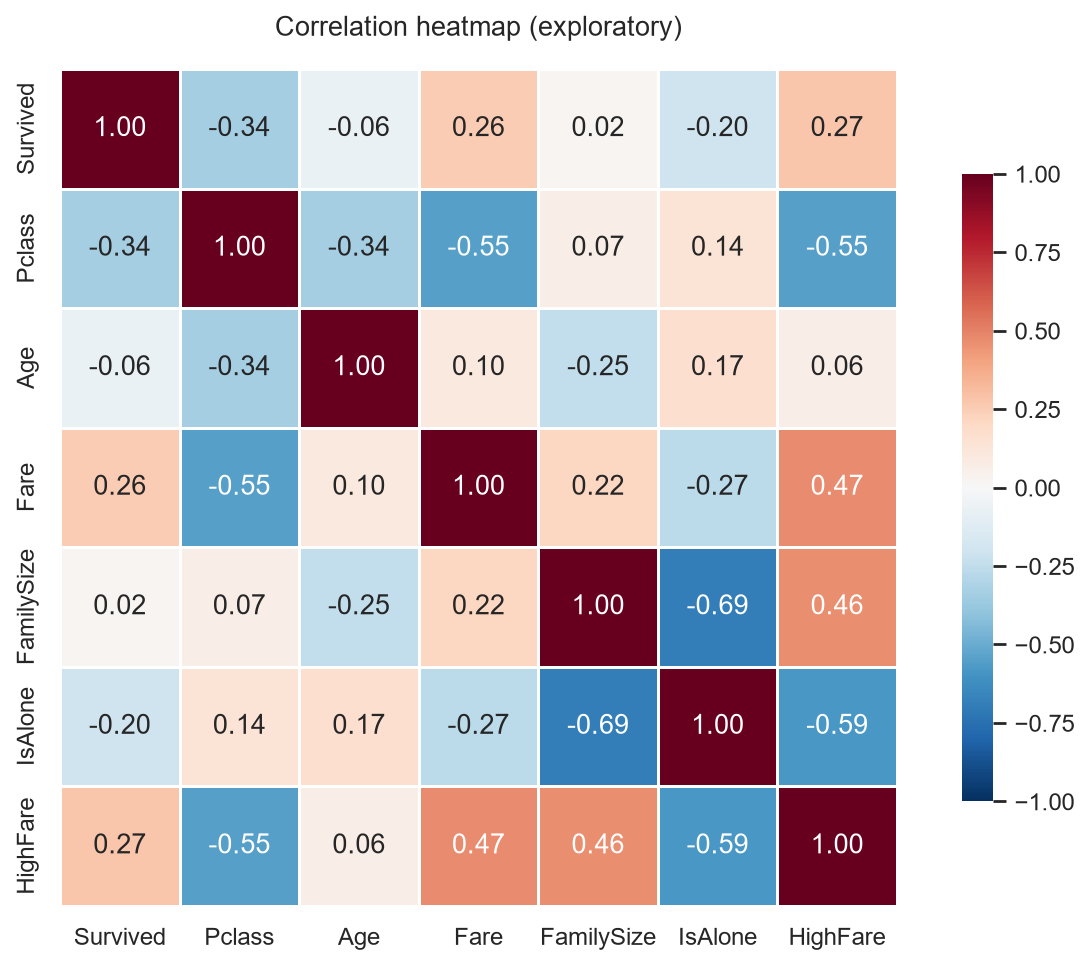 Correlation heatmap (exploratory)
Survived 1.00 -0.34 -0.06 0.26 0.02 -0.20 0.27
Pclass -0.34 1.00 -0.34 -0.55 0.07 0.14 -0.55
Age -0.06 -0.34 1.00 0.10 -0.25 0.17 0.06
Fare 0.26 -0.55 0.10 1.00 0.22 -0.27 0.47
FamilySize 0.02 0.07 -0.25 0.22 1.00 -0.69 0.46
IsAlone -0.20 0.14 0.17 -0.27 -0.69 1.00 -0.59
HighFare 0.27 -0.55 0.06 0.47 0.46 -0.59 1.00
Survived Pclass Age Fare FamilySize IsAlone HighFare
1.00
0.75
0.50
0.25
0.00
−0.25
−0.50
−0.75
−1.00